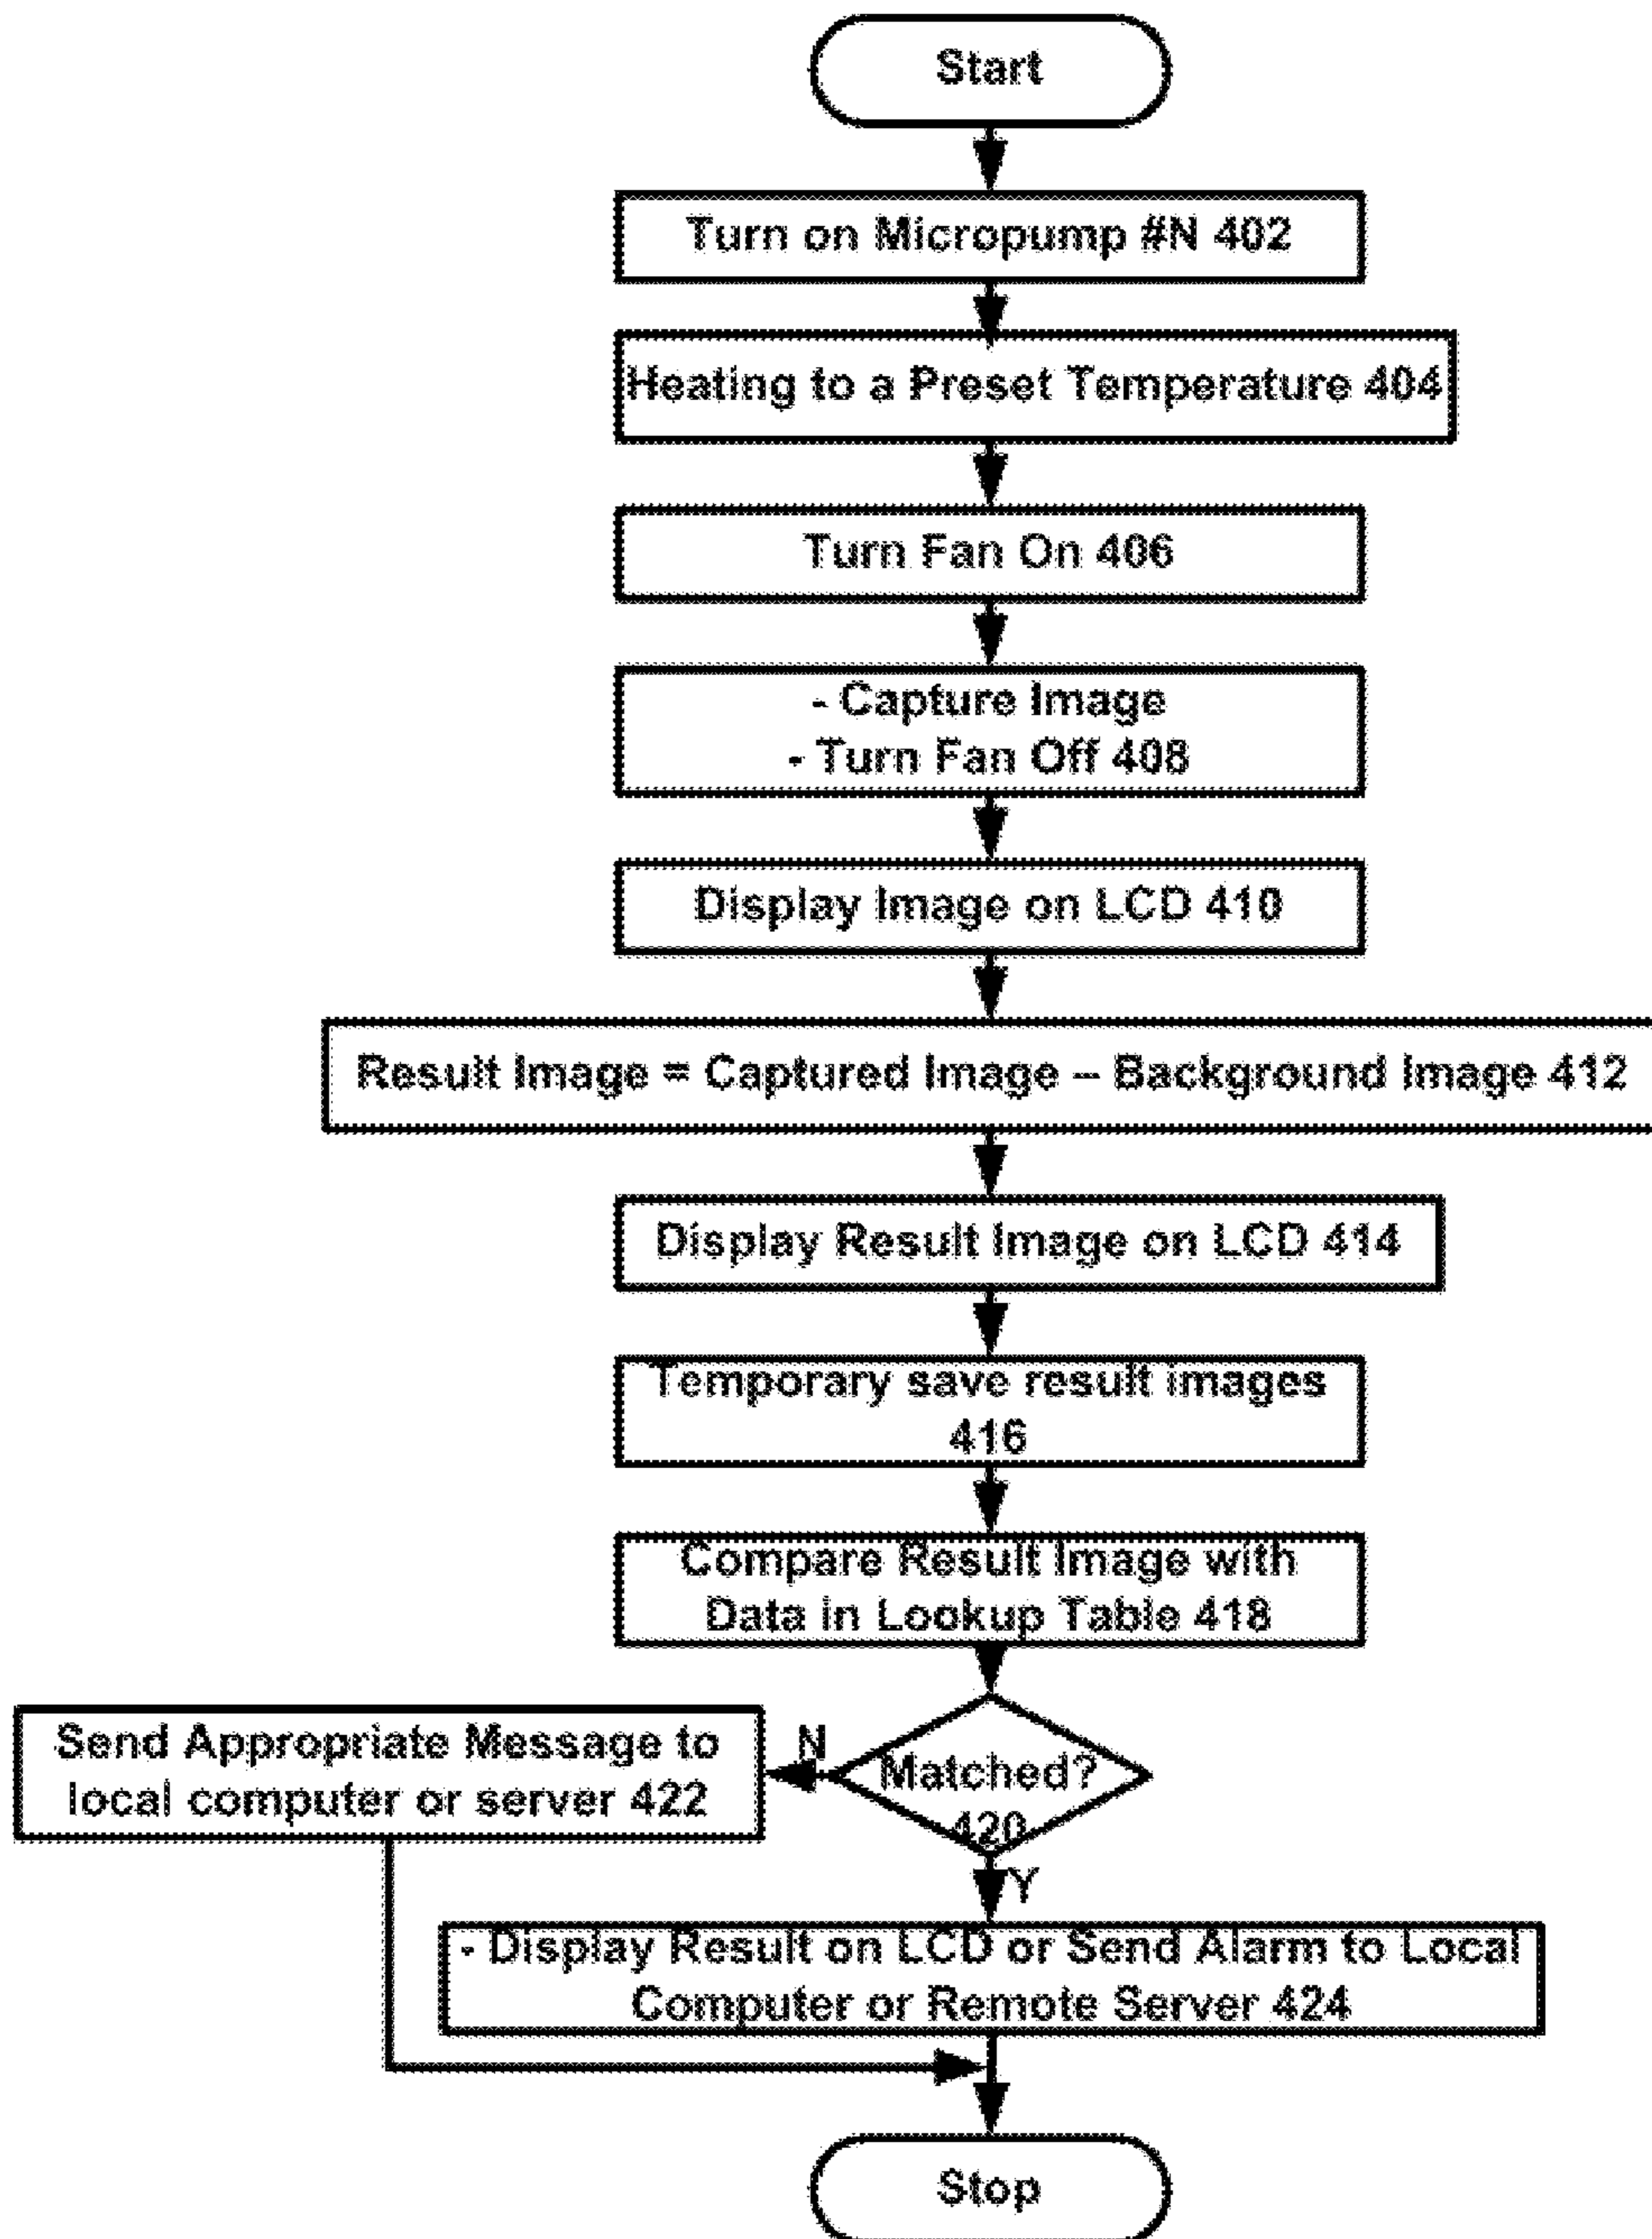 Start
Turn on Micropump #N 402
Heating to a Preset Temperature 404
Turn Fan On 406
- Capture Image
- Turn Fan Off 408
Display Image on LCD 410
Result Image = Captured Image – Background Image 412
Display Result Image on LCD 414
Temporary save result images
416
Compare Result Image with
Data in Lookup Table 418
Matched?
420
N
Send Appropriate Message to
local computer or server 422
Y
- Display Result on LCD or Send Alarm to Local
Computer or Remote Server 424
Stop